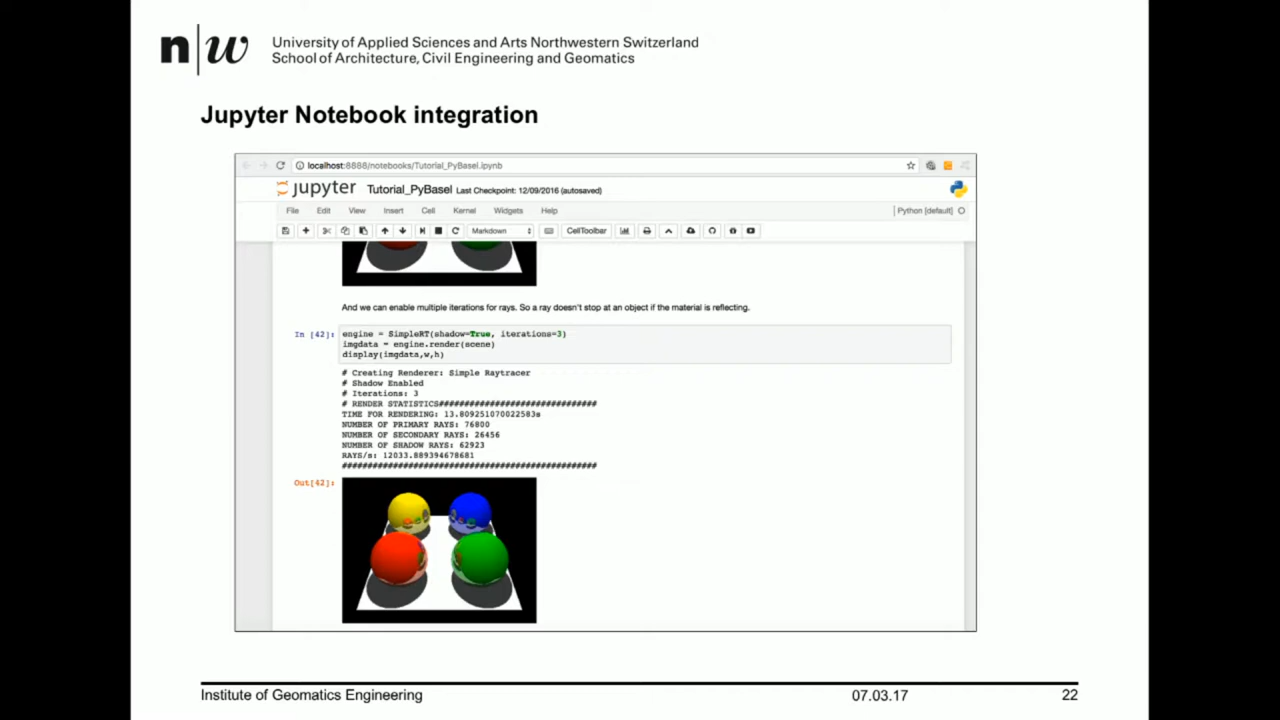 n|w
University of Applied Sciences and Arts Northwestern Switzerland
School of Architecture, Civil Engineering and Geomatics
Jupyter Notebook integration
localhost:8888/notebooks/Tutorial_PyBasel.ipynb
jupyter Tutorial_PyBasel Last Checkpoint: 12/09/2016 (autosaved)
File Edit View Insert Cell Kernel Widgets Help Python [default]
Markdown CellToolbar
And we can enable multiple iterations for rays. So a ray doesn't stop at an object if the material is reflecting.
In [42]: engine = SimpleRT(shadow=True, iterations=3)
imgdata = engine.render(scene)
display(imgdata,w,h)
# Creating Renderer: Simple Raytracer
# Shadow Enabled
# Iterations: 3
# RENDER STATISTICS###############################
TIME FOR RENDERING: 13.809251070022583s
NUMBER OF PRIMARY RAYS: 76800
NUMBER OF SECONDARY RAYS: 26456
NUMBER OF SHADOW RAYS: 62923
RAYS/s: 12033.889394678681
##################################################
Out[42]:
Institute of Geomatics Engineering 07.03.17 22